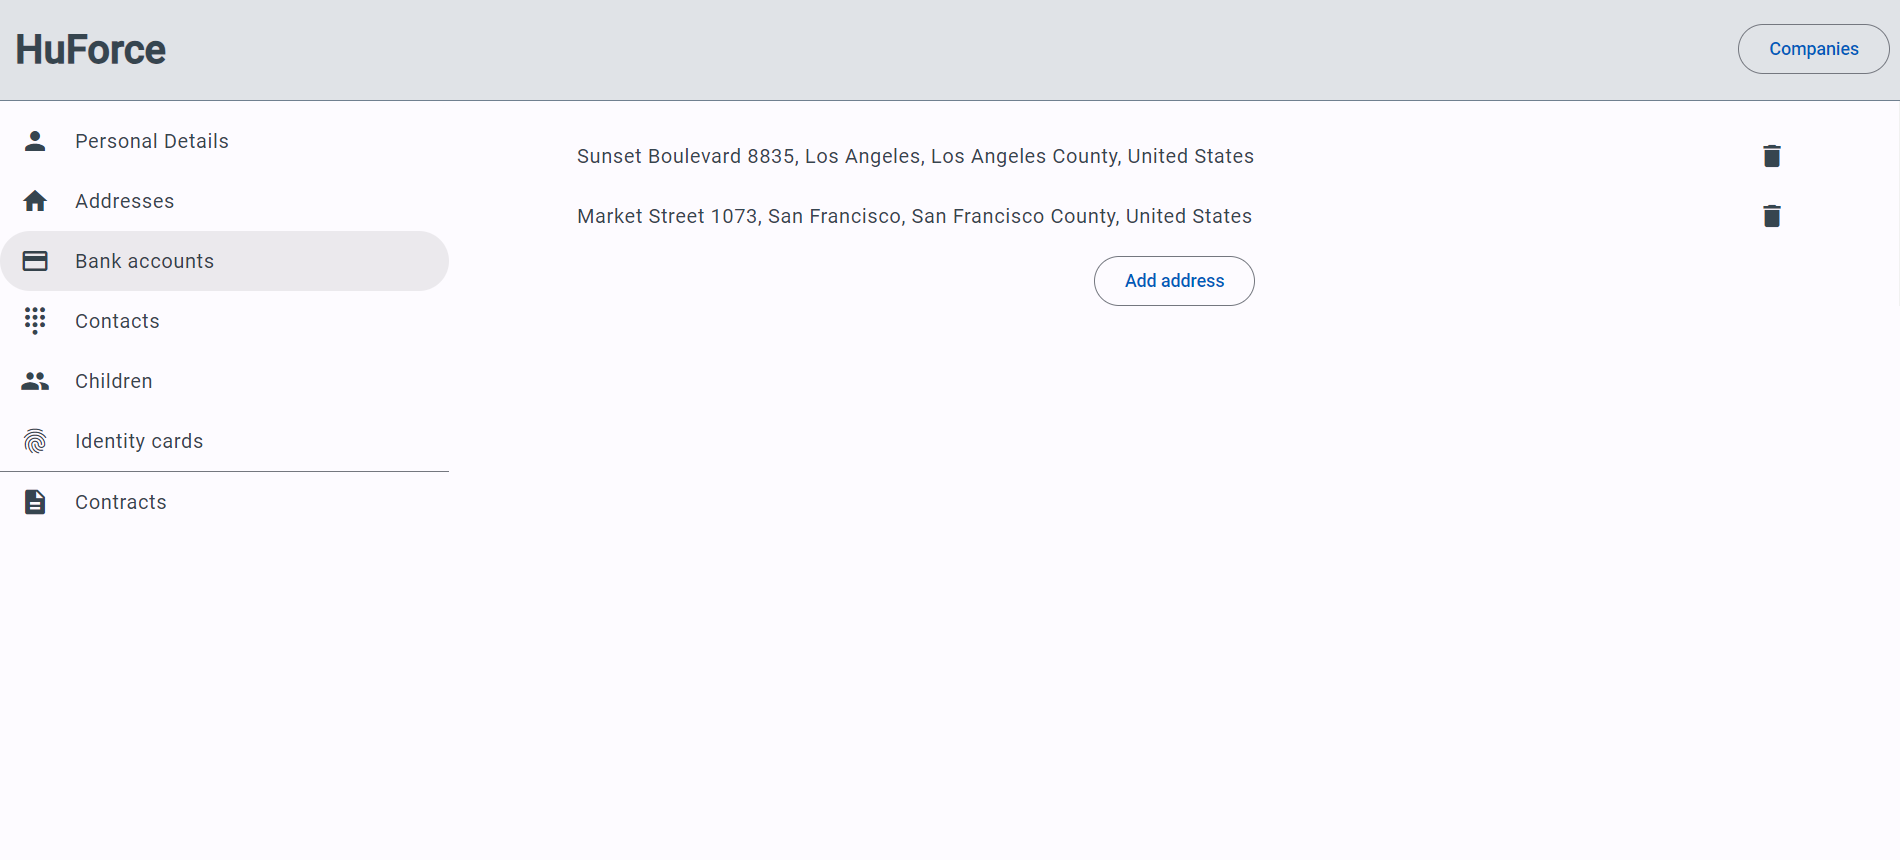 HuForce
Companies
Personal Details
Addresses
Bank accounts
Contacts
Children
Identity cards
Contracts
Sunset Boulevard 8835, Los Angeles, Los Angeles County, United States
Market Street 1073, San Francisco, San Francisco County, United States
Add address